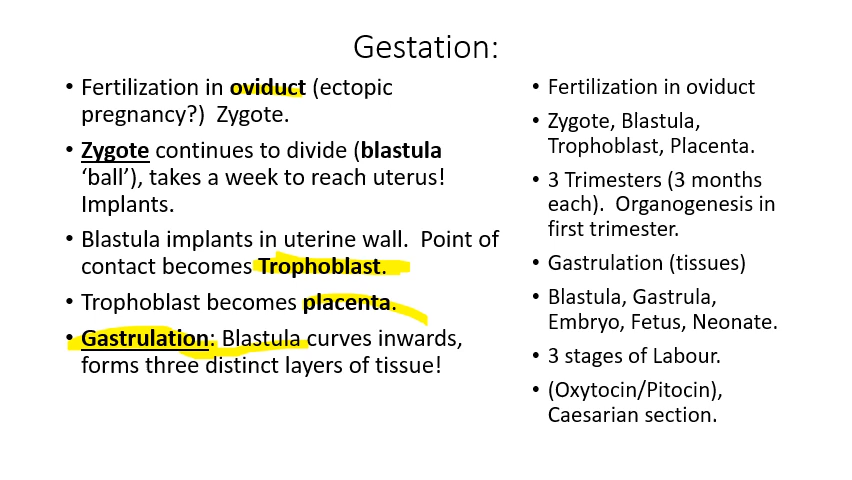 Gestation:
• Fertilization in oviduct (ectopic
pregnancy?)  Zygote.
• Zygote continues to divide (blastula
‘ball’), takes a week to reach uterus!
Implants.
• Blastula implants in uterine wall.  Point of
contact becomes Trophoblast.
• Trophoblast becomes placenta.
• Gastrulation: Blastula curves inwards,
forms three distinct layers of tissue!
• Fertilization in oviduct
• Zygote, Blastula,
Trophoblast, Placenta.
• 3 Trimesters (3 months
each).  Organogenesis in
first trimester.
• Gastrulation (tissues)
• Blastula, Gastrula,
Embryo, Fetus, Neonate.
• 3 stages of Labour.
• (Oxytocin/Pitocin),
Caesarian section.